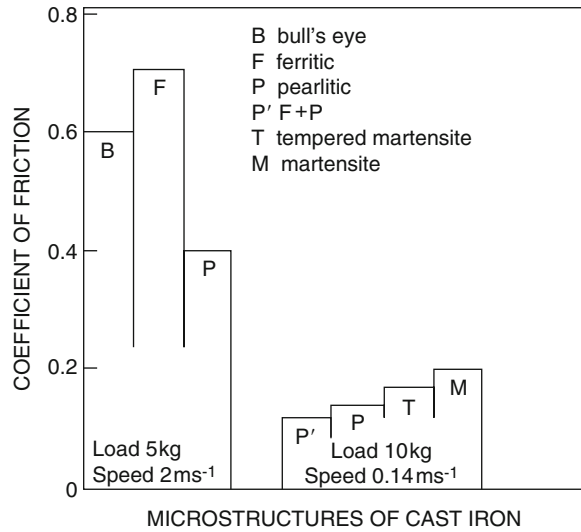 0.8
0.6
0.4
0.2
0
COEFFICIENT OF FRICTION
B bull's eye
F ferritic
P pearlitic
P' F+P
T tempered martensite
M martensite
B
F
P
P'
P
T
M
Load 5kg
Speed 2ms⁻¹
Load 10kg
Speed 0.14ms⁻¹
MICROSTRUCTURES OF CAST IRON